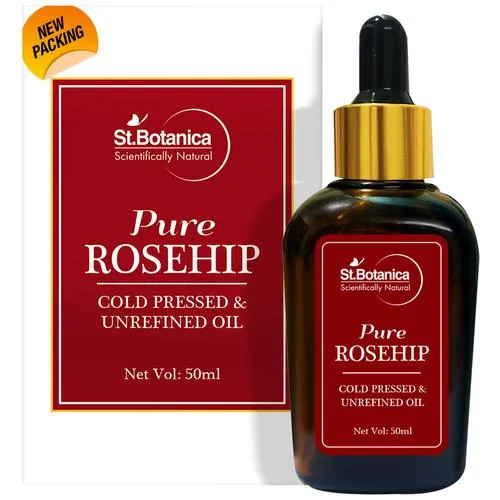 NEW
PACKING
St.Botanica
Scientifically Natural
Pure
ROSEHIP
COLD PRESSED &
UNREFINED OIL
Net Vol: 50ml
St.Botanica
Scientifically Natural
Pure
ROSEHIP
COLD PRESSED &
UNREFINED OIL
Net Vol: 50ml